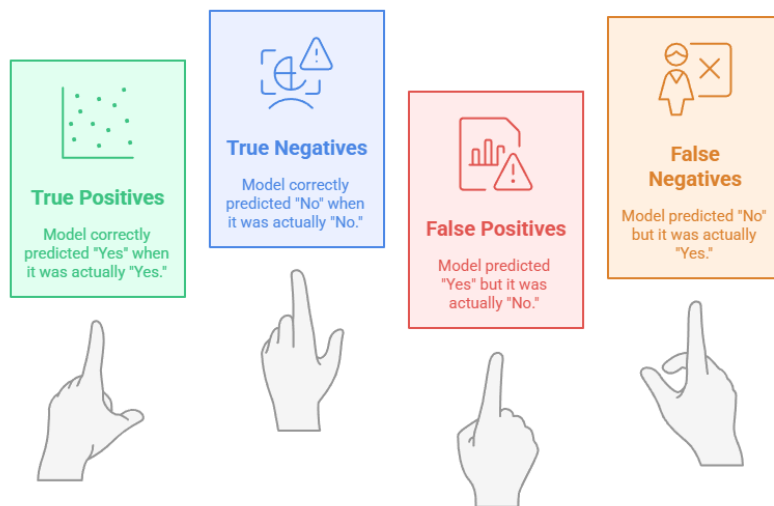 True Positives
Model correctly
predicted "Yes" when
it was actually "Yes."
True Negatives
Model correctly
predicted "No" when
it was actually "No."
False Positives
Model predicted
"Yes" but it was
actually "No."
False
Negatives
Model predicted "No"
but it was actually
"Yes."